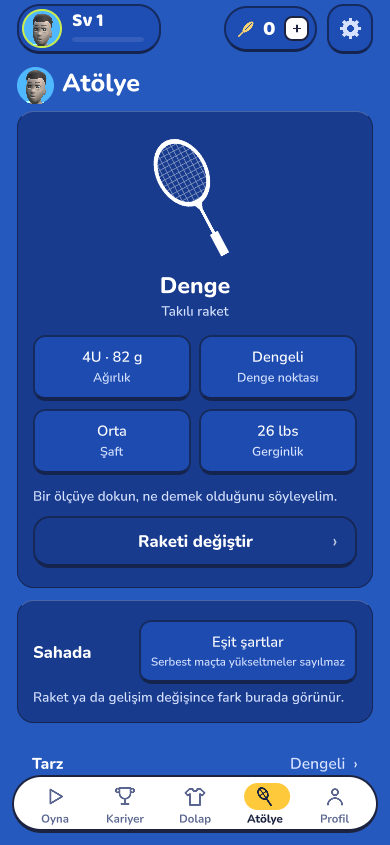 Sv 1
0
+
Atölye
Denge
Takılı raket
4U · 82 g
Ağırlık
Dengeli
Denge noktası
Orta
Şaft
26 lbs
Gerginlik
Bir ölçüye dokun, ne demek olduğunu söyleyelim.
Raketi değiştir ›
Sahada
Eşit şartlar
Serbest maçta yükseltmeler sayılmaz
Raket ya da gelişim değişince fark burada görünür.
Tarz
Dengeli ›
Oyna
Kariyer
Dolap
Atölye
Profil